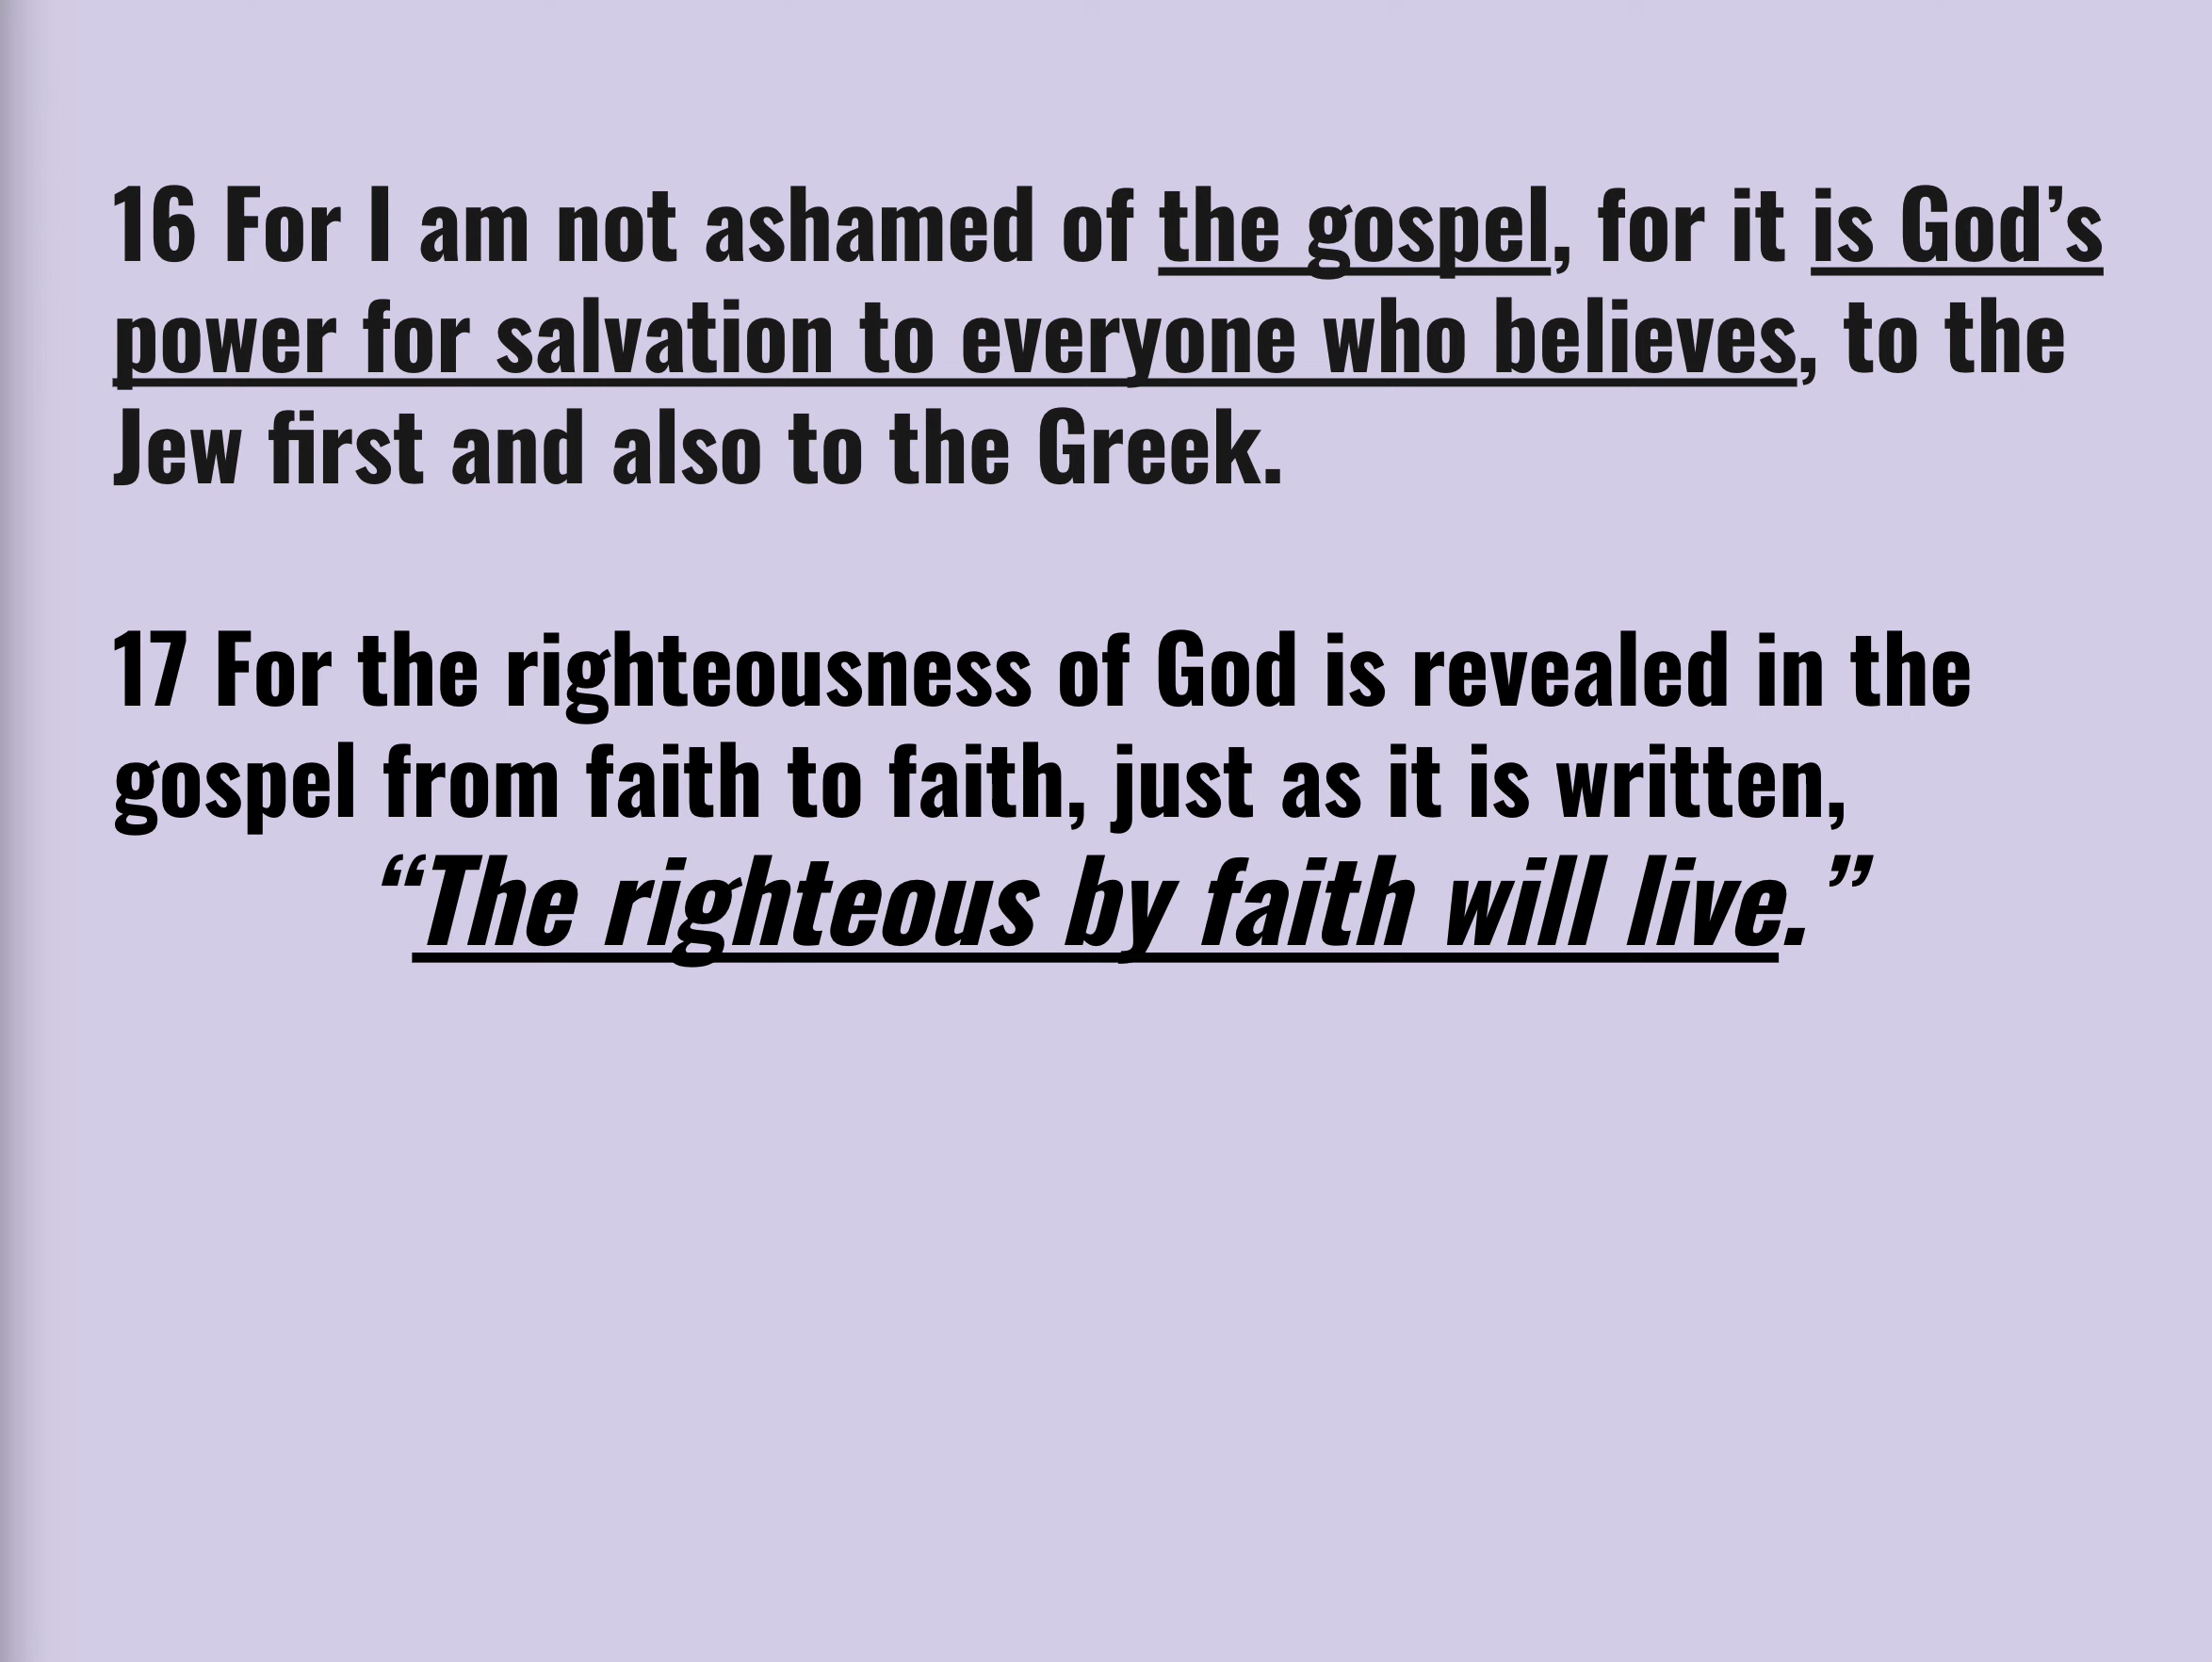 16 For I am not ashamed of the gospel, for it is God’s
power for salvation to everyone who believes, to the
Jew first and also to the Greek.
17 For the righteousness of God is revealed in the
gospel from faith to faith, just as it is written,
“The righteous by faith will live.”